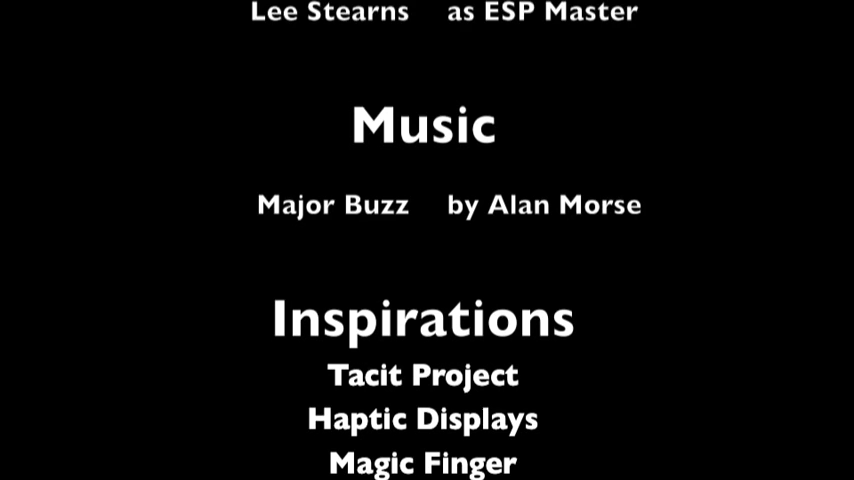 Lee Stearns as ESP Master
Music
Major Buzz by Alan Morse
Inspirations
Tacit Project
Haptic Displays
Magic Finger